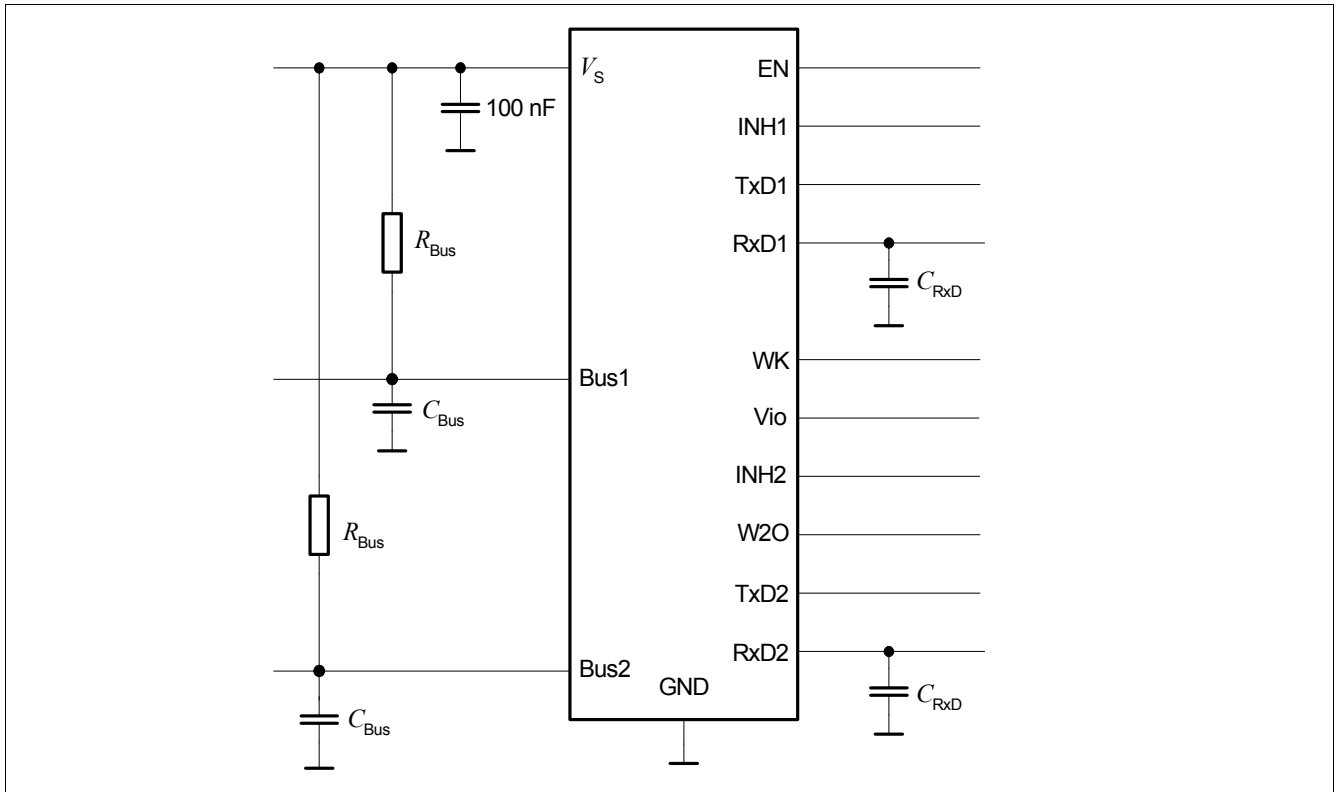 V_S
100 nF
R_Bus
Bus1
C_Bus
R_Bus
Bus2
C_Bus
GND
EN
INH1
TxD1
RxD1
C_RxD
WK
Vio
INH2
W2O
TxD2
RxD2
C_RxD